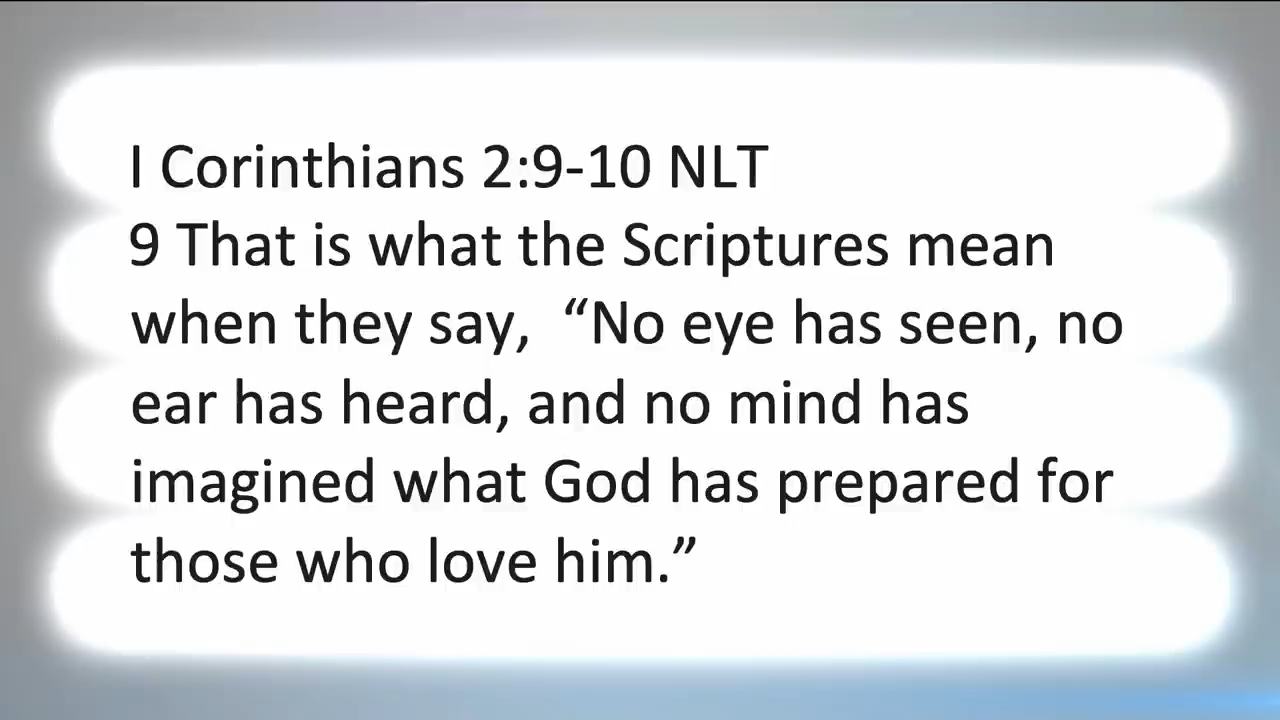 I Corinthians 2:9-10 NLT
9 That is what the Scriptures mean
when they say,  “No eye has seen, no
ear has heard, and no mind has
imagined what God has prepared for
those who love him.”